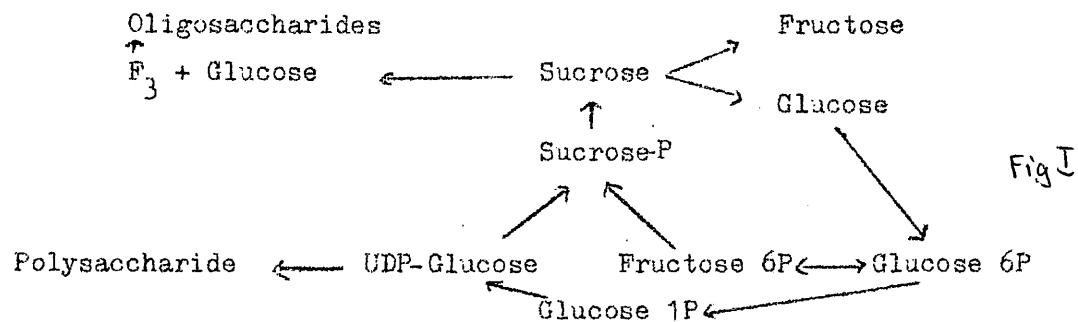 Oligosaccharides Fructose
F3 + Glucose Sucrose
Glucose
Sucrose-P
Fig I
Polysaccharide UDP-Glucose Fructose 6P Glucose 6P
Glucose 1P